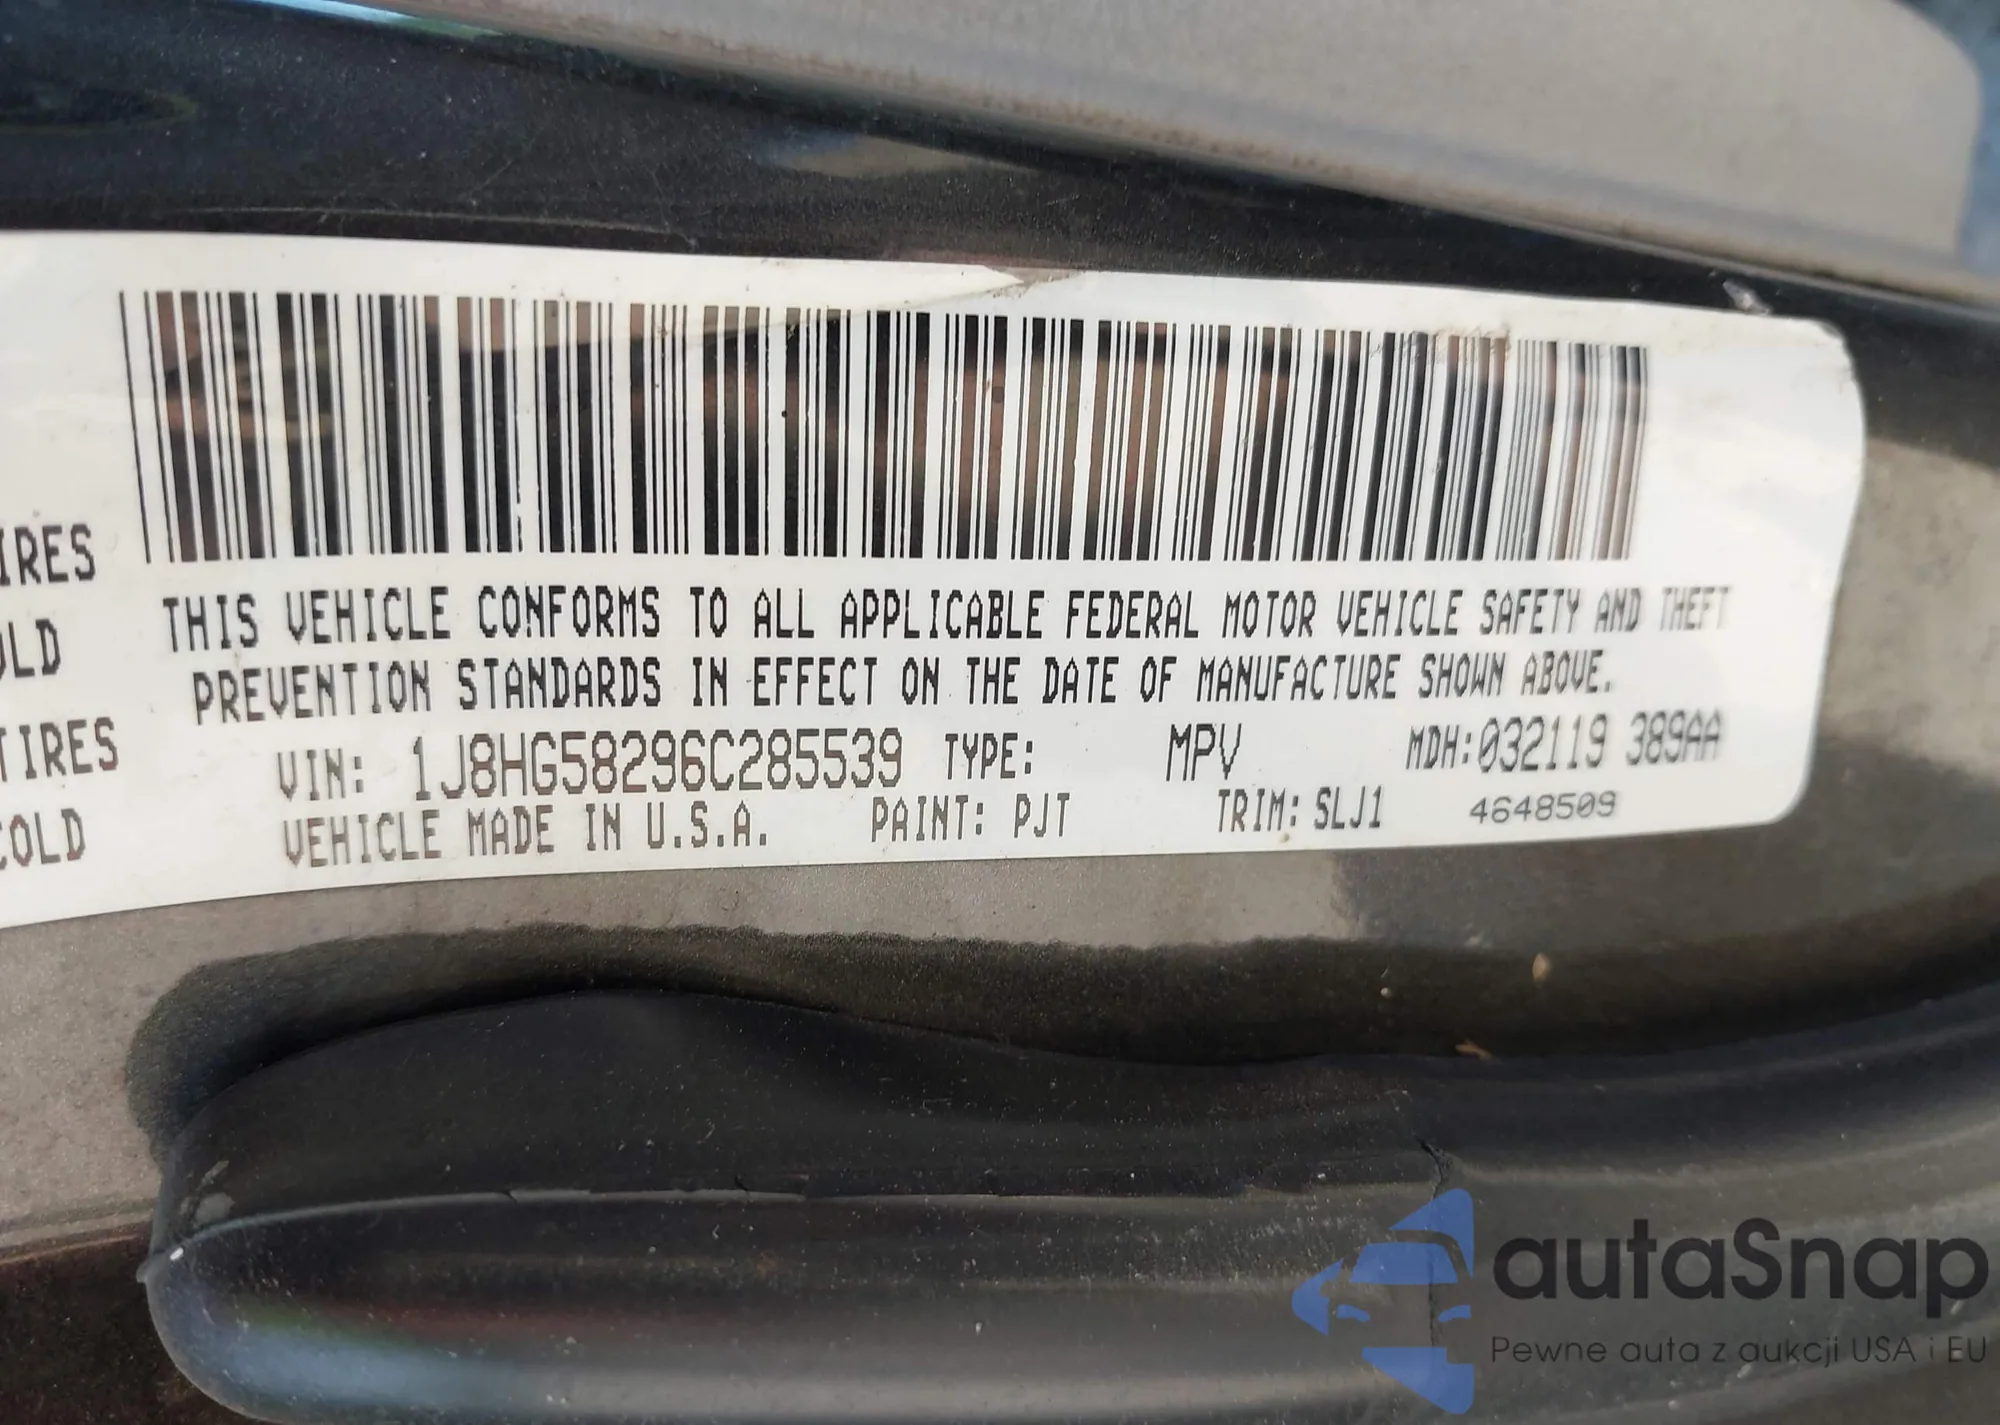 IRES
OLD
TIRES
COLD
THIS VEHICLE CONFORMS TO ALL APPLICABLE FEDERAL MOTOR VEHICLE SAFETY AND THEFT
PREVENTION STANDARDS IN EFFECT ON THE DATE OF MANUFACTURE SHOWN ABOVE.
VIN: 1J8HG58296C285539 TYPE: MPV MDH:032119 389AA
VEHICLE MADE IN U.S.A. PAINT: PJT TRIM: SLJ1 4648509
autaSnap
Pewne auta z aukcji USA i EU